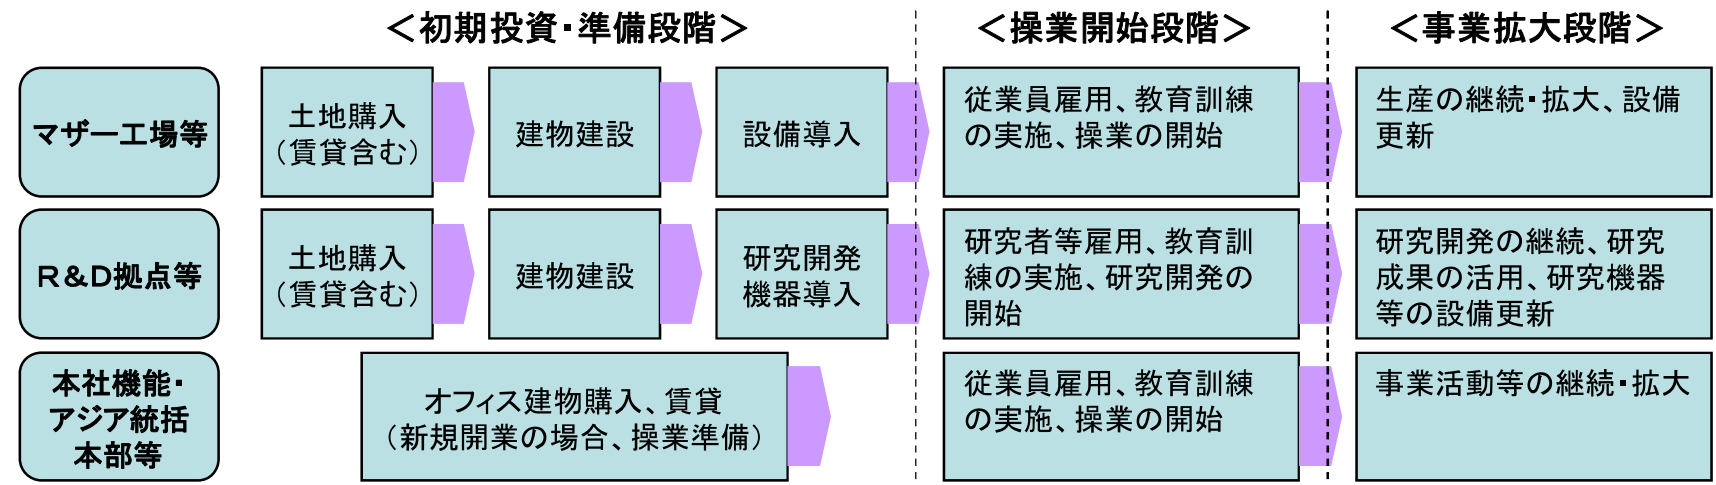 ＜初期投資・準備段階＞
＜操業開始段階＞
＜事業拡大段階＞
マザー工場等
土地購入
（賃貸含む）
建物建設
設備導入
従業員雇用、教育訓練
の実施、操業の開始
生産の継続・拡大、設備
更新
Ｒ＆Ｄ拠点等
土地購入
（賃貸含む）
建物建設
研究開発
機器導入
研究者等雇用、教育訓
練の実施、研究開発の
開始
研究開発の継続、研究
成果の活用、研究機器
等の設備更新
本社機能・
アジア統括
本部等
オフィス建物購入、賃貸
（新規開業の場合、操業準備）
従業員雇用、教育訓練
の実施、操業の開始
事業活動等の継続・拡大